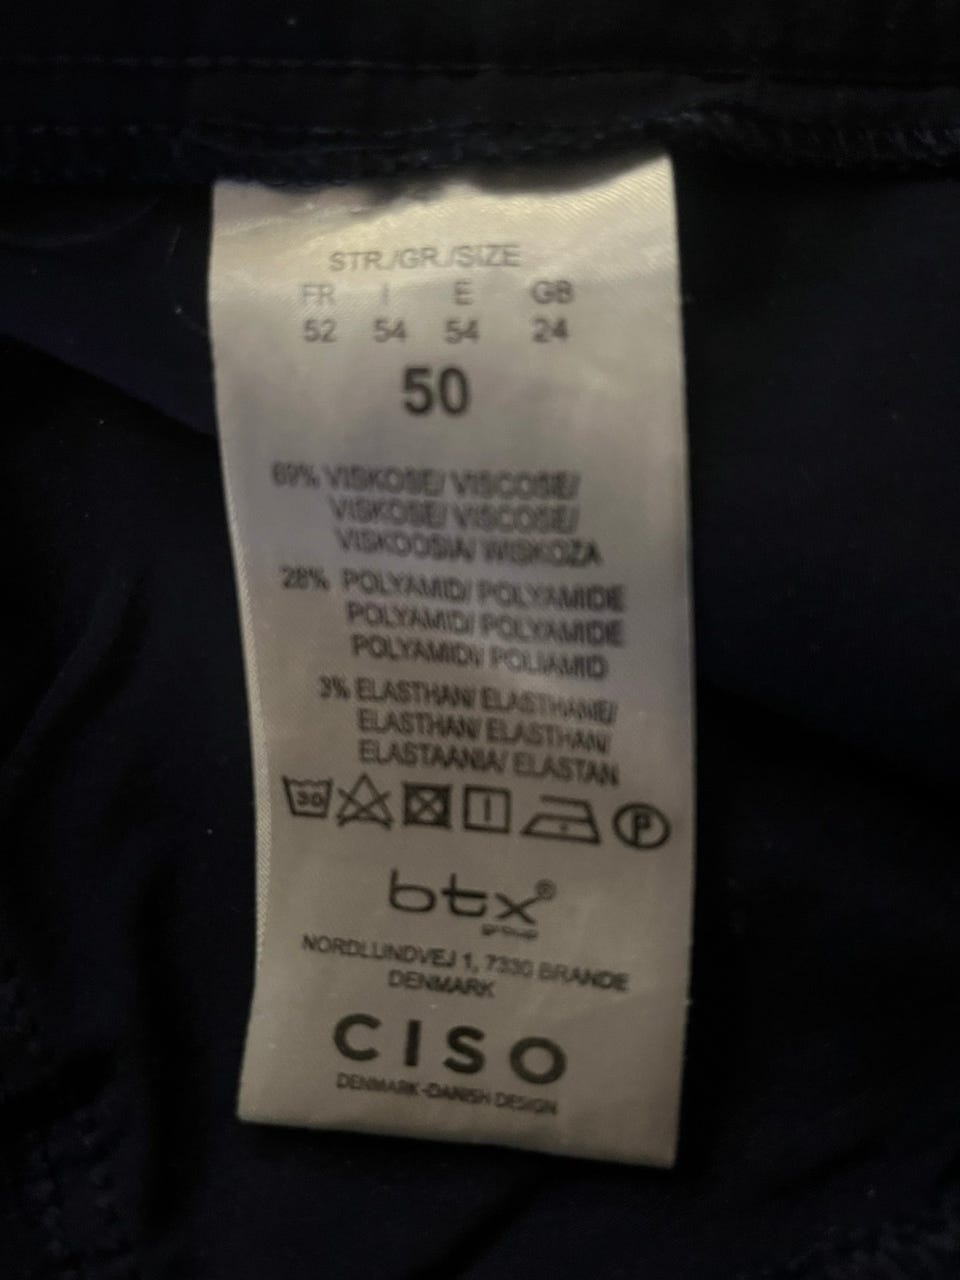 STR./GR./SIZE
FR I E GB
52 54 54 24
50
69% VISKOSE/ VISCOSE/
VISKOSE/ VISCOSE/
VISKOOSIA/ WISKOZA
28% POLYAMID/ POLYAMIDE
POLYAMID/ POLYAMIDE
POLYAMIDI/ POLIAMID
3% ELASTHAN/ ELASTHANNE/
ELASTHAN/ ELASTHAN/
ELASTAANIA/ ELASTAN
30 P
btx®
group
NORDLUNDVEJ 1, 7330 BRANDE
DENMARK
CISO
DENMARK-DANISH DESIGN